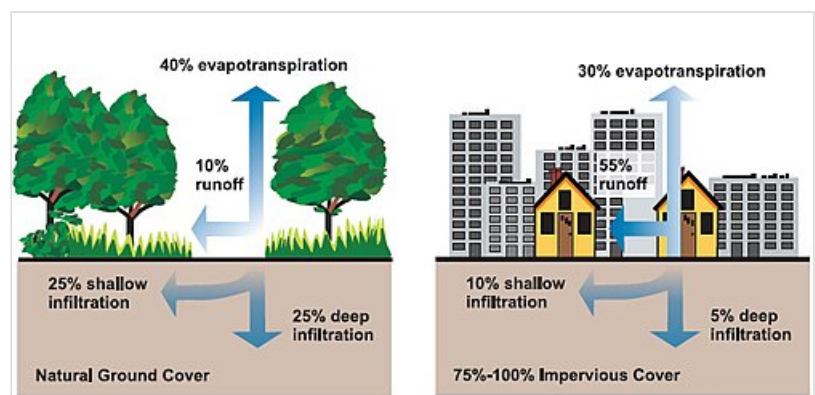 40% evapotranspiration
10%
runoff
25% shallow
infiltration
25% deep
infiltration
Natural Ground Cover
30% evapotranspiration
55%
runoff
10% shallow
infiltration
5% deep
infiltration
75%-100% Impervious Cover